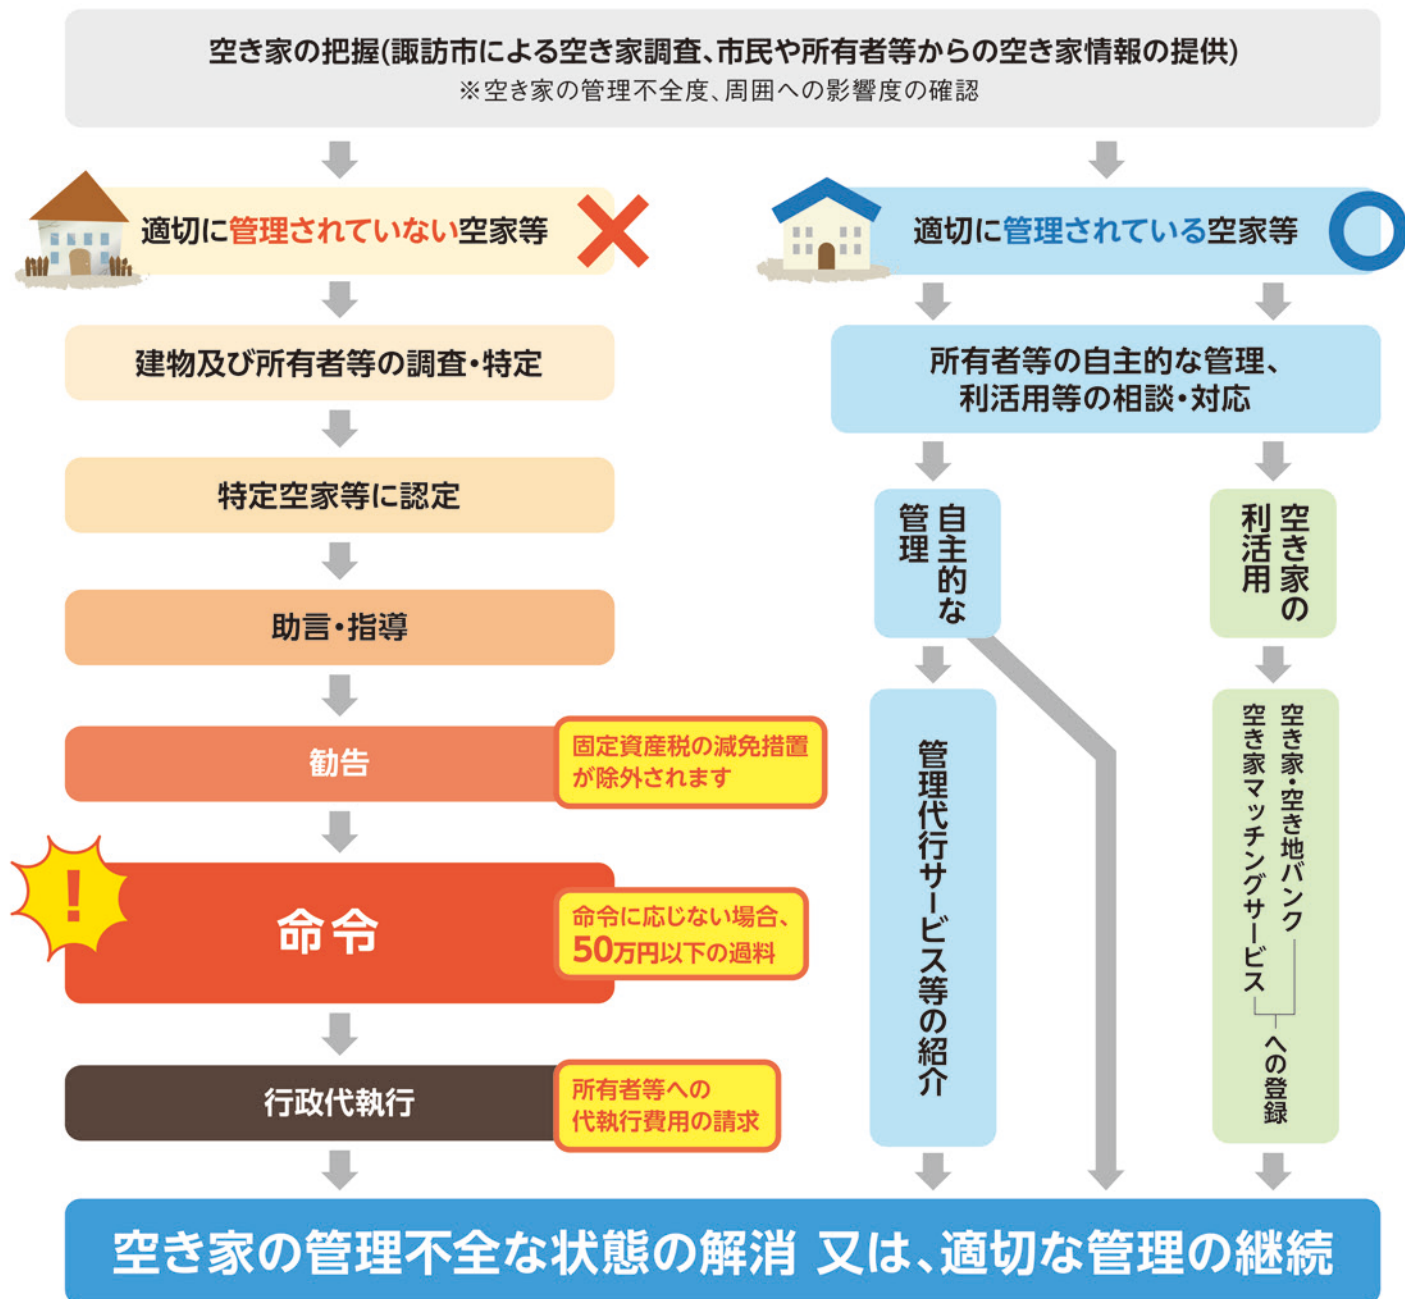 空き家の把握(諏訪市による空き家調査、市民や所有者等からの空き家情報の提供)
※空き家の管理不全度、周囲への影響度の確認
適切に管理されていない空家等
建物及び所有者等の調査・特定
特定空家等に認定
助言・指導
勧告
固定資産税の減免措置
が除外されます
!
命令
命令に応じない場合、
50万円以下の過料
行政代執行
所有者等への
代執行費用の請求
適切に管理されている空家等
所有者等の自主的な管理、
利活用等の相談・対応
自主的な
管理
管理代行サービス等の紹介
空き家の
利活用
空き家・空き地バンク
空き家マッチングサービス
への登録
空き家の管理不全な状態の解消 又は、適切な管理の継続